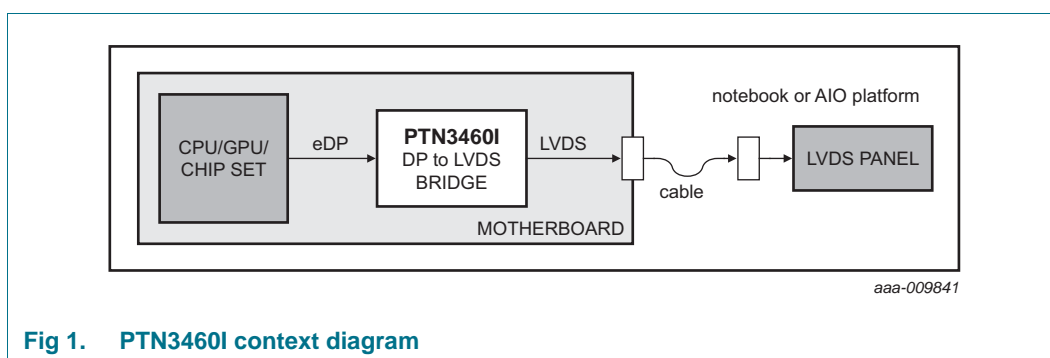 notebook or AIO platform
CPU/GPU/
CHIP SET
eDP
PTN3460I
DP to LVDS
BRIDGE
LVDS
cable
LVDS PANEL
MOTHERBOARD
aaa-009841
Fig 1. PTN3460I context diagram